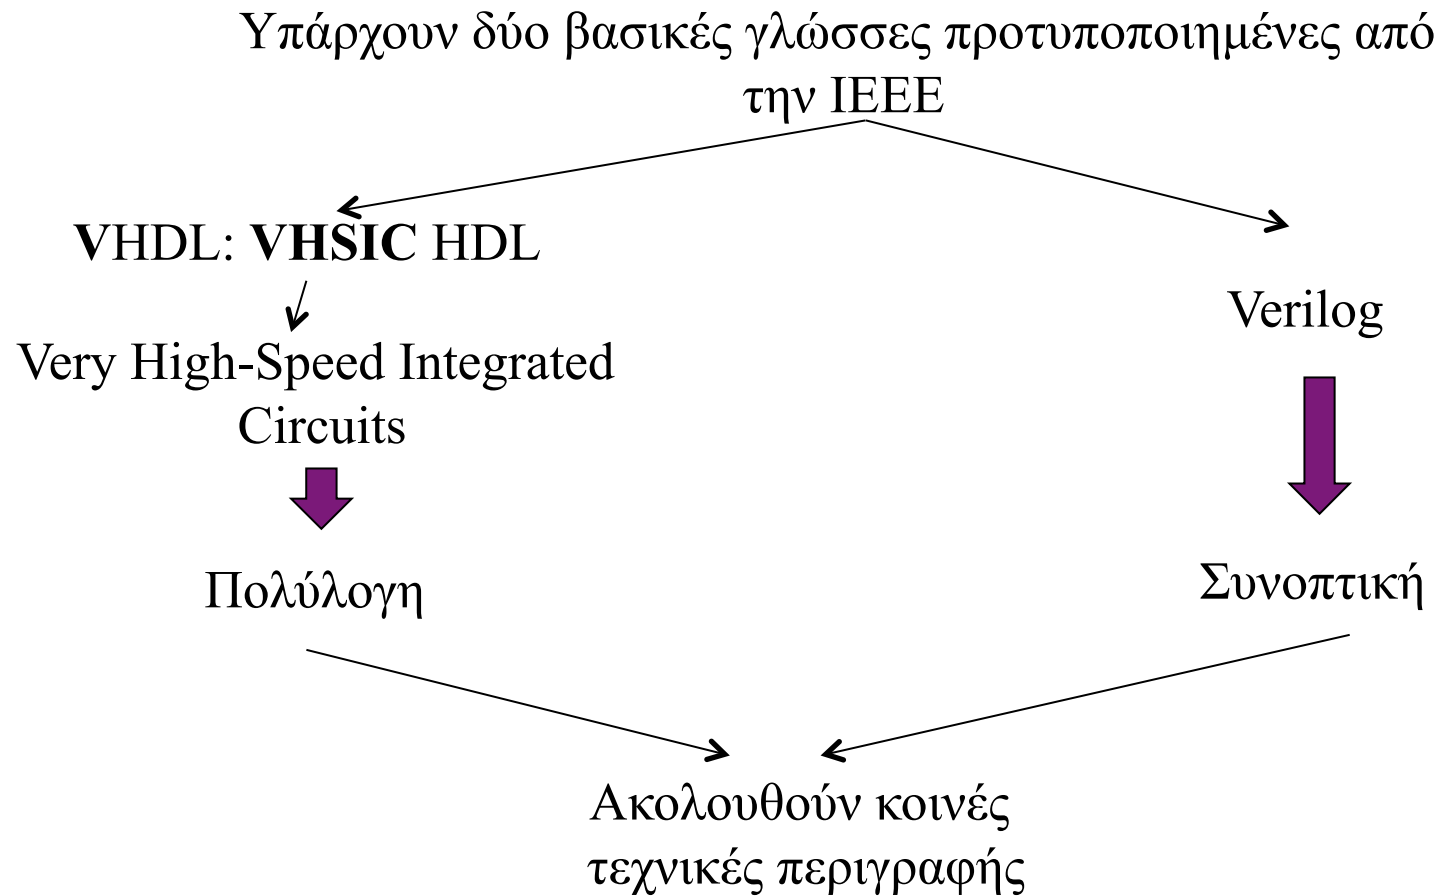 Υπάρχουν δύο βασικές γλώσσες προτυποποιημένες από
την IEEE
VHDL: VHSIC HDL
Very High-Speed Integrated
Circuits
Πολύλογη
Verilog
Συνοπτική
Ακολουθούν κοινές
τεχνικές περιγραφής